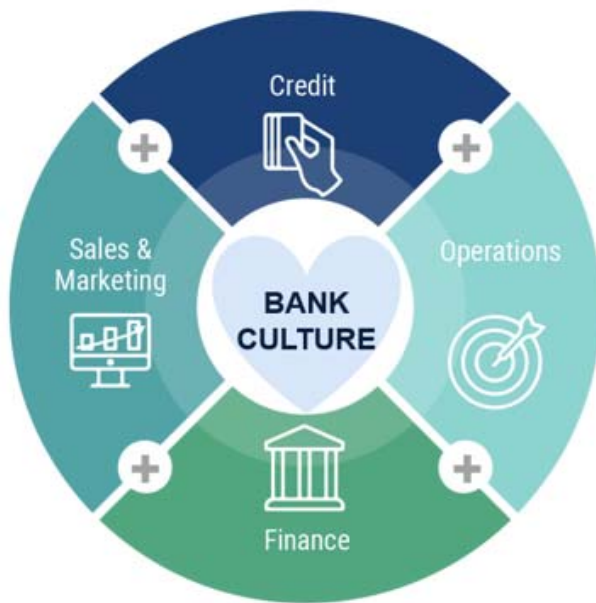 Credit
Sales &
Marketing
Operations
BANK
CULTURE
Finance